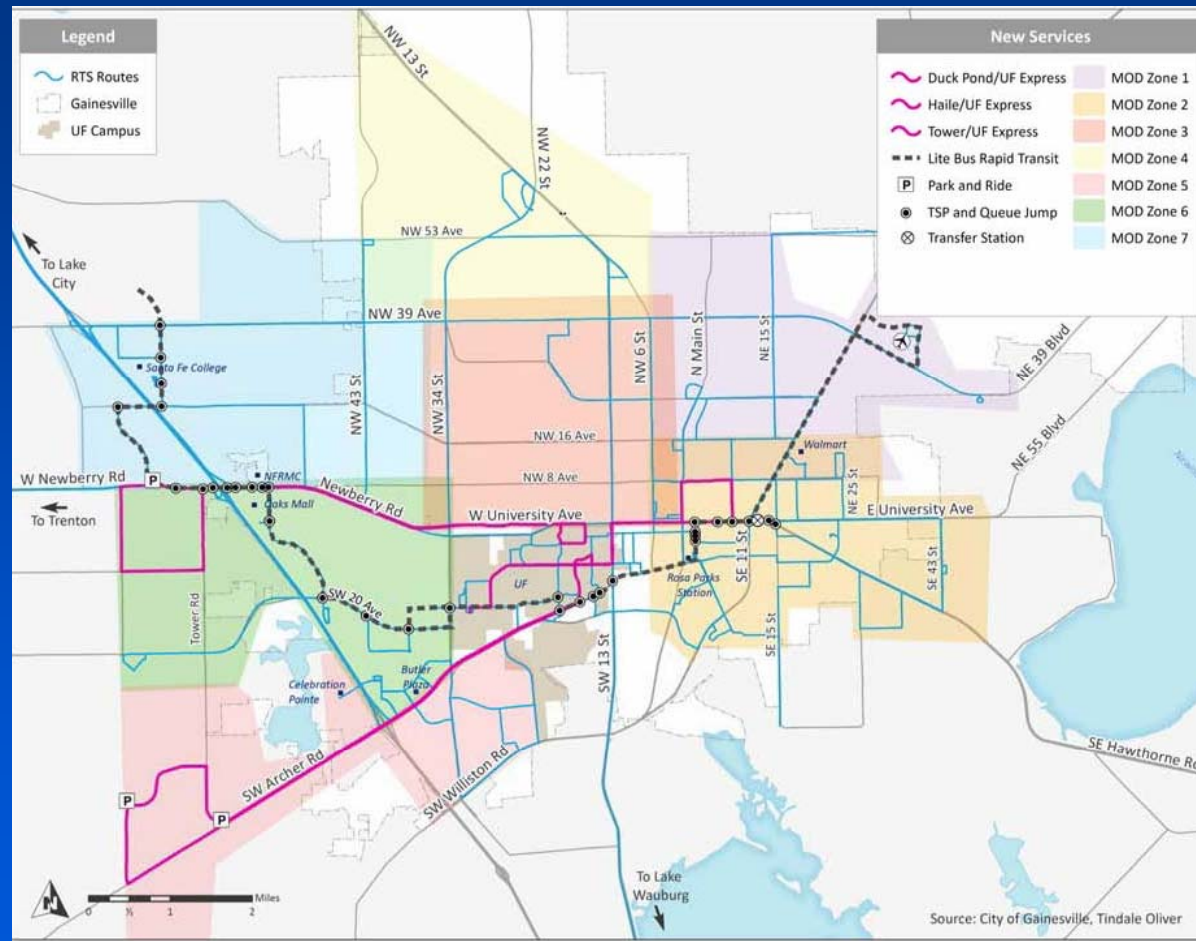 Legend
RTS Routes
Gainesville
UF Campus
New Services
Duck Pond/UF Express
Haile/UF Express
Tower/UF Express
Lite Bus Rapid Transit
P
Park and Ride
TSP and Queue Jump
Transfer Station
MOD Zone 1
MOD Zone 2
MOD Zone 3
MOD Zone 4
MOD Zone 5
MOD Zone 6
MOD Zone 7
NW 13 St
NW 22 St
NW 53 Ave
To Lake
City
NW 39 Ave
Santa Fe College
NW 43 St
NW 34 St
NW 6 St
N Main St
NE 15 St
NE 39 Blvd
NW 16 Ave
Walmart
NE 55 Blvd
W Newberry Rd
P
NFRMC
Oaks Mall
Newberry Rd
NW 8 Ave
NE 25 St
To Trenton
W University Ave
E University Ave
UF
SE 11 St
Rosa Parks
Station
SE 43 St
SW 20 Ave
Tower Rd
SW 13 St
SE 15 St
Celebration
Pointe
Butler
Plaza
SW Archer Rd
SW Williston Rd
SE Hawthorne Rd
P
P
To Lake
Wauburg
N
0
½
1
2
Miles
Source: City of Gainesville, Tindale Oliver